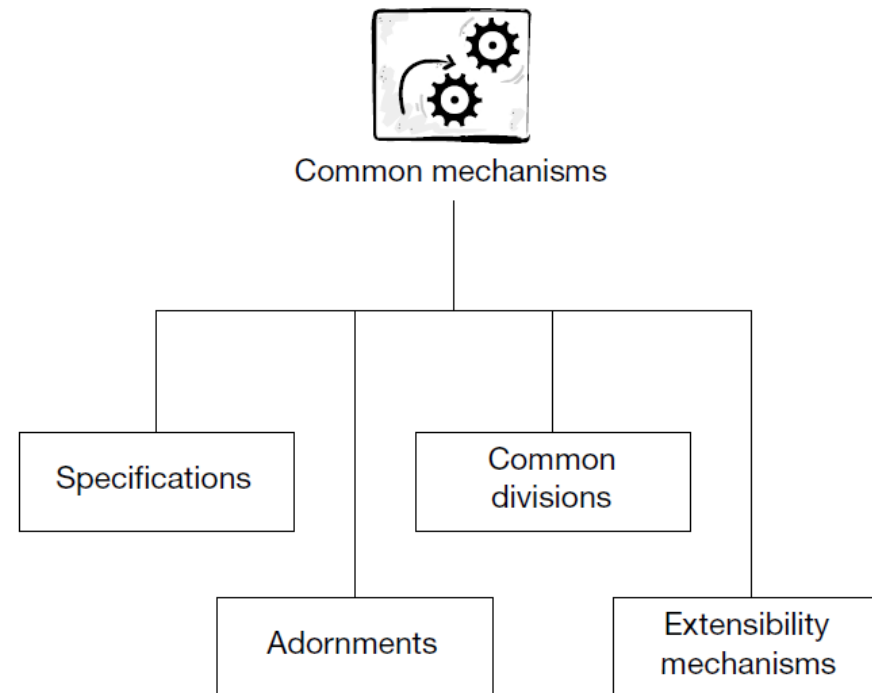 Common mechanisms
Specifications
Common
divisions
Adornments
Extensibility
mechanisms